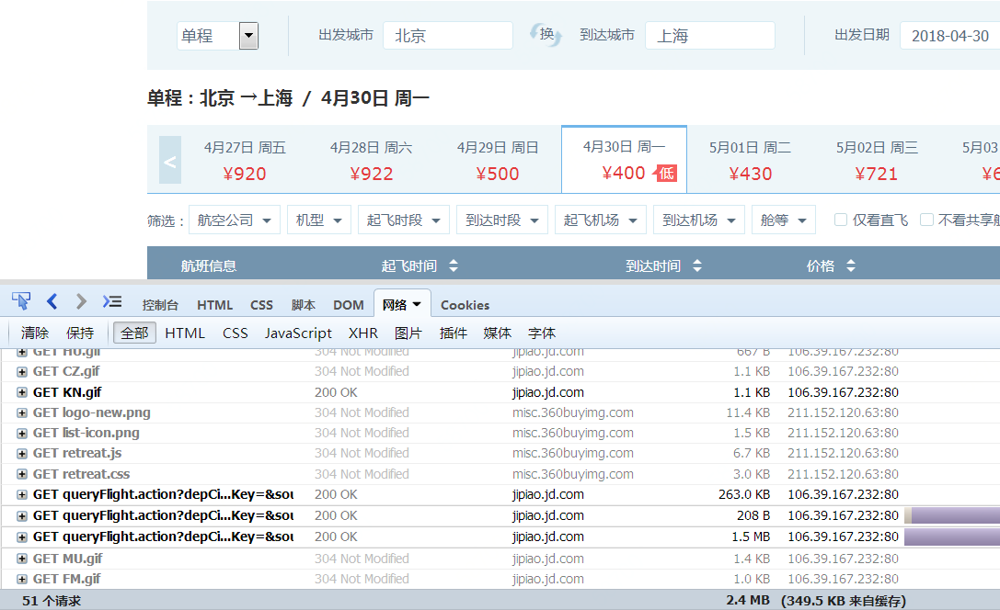 单程 出发城市 北京 换 到达城市 上海 出发日期 2018-04-30
单程：北京 →上海 / 4月30日 周一
< 4月27日 周五 4月28日 周六 4月29日 周日 4月30日 周一 5月01日 周二 5月02日 周三 5月03
¥920 ¥922 ¥500 ¥400 低 ¥430 ¥721 ¥6
筛选： 航空公司 机型 起飞时段 到达时段 起飞机场 到达机场 舱等 仅看直飞 不看共享航
航班信息 起飞时间 到达时间 价格
控制台 HTML CSS 脚本 DOM 网络 Cookies
清除 保持 全部 HTML CSS JavaScript XHR 图片 插件 媒体 字体
GET HU.gif 304 Not Modified jipiao.jd.com 667 B 106.39.167.232:80
GET CZ.gif 304 Not Modified jipiao.jd.com 1.1 KB 106.39.167.232:80
GET KN.gif 200 OK jipiao.jd.com 1.1 KB 106.39.167.232:80
GET logo-new.png 304 Not Modified misc.360buyimg.com 11.4 KB 211.152.120.63:80
GET list-icon.png 304 Not Modified misc.360buyimg.com 1.5 KB 211.152.120.63:80
GET retreat.js 304 Not Modified misc.360buyimg.com 6.7 KB 211.152.120.63:80
GET retreat.css 304 Not Modified misc.360buyimg.com 3.0 KB 211.152.120.63:80
GET queryFlight.action?depCi...Key=&sou 200 OK jipiao.jd.com 263.0 KB 106.39.167.232:80
GET queryFlight.action?depCi...Key=&sou 200 OK jipiao.jd.com 208 B 106.39.167.232:80
GET queryFlight.action?depCi...Key=&sou 200 OK jipiao.jd.com 1.5 MB 106.39.167.232:80
GET MU.gif 304 Not Modified jipiao.jd.com 1.4 KB 106.39.167.232:80
GET FM.gif 304 Not Modified jipiao.jd.com 1.0 KB 106.39.167.232:80
51 个请求 2.4 MB (349.5 KB 来自缓存)